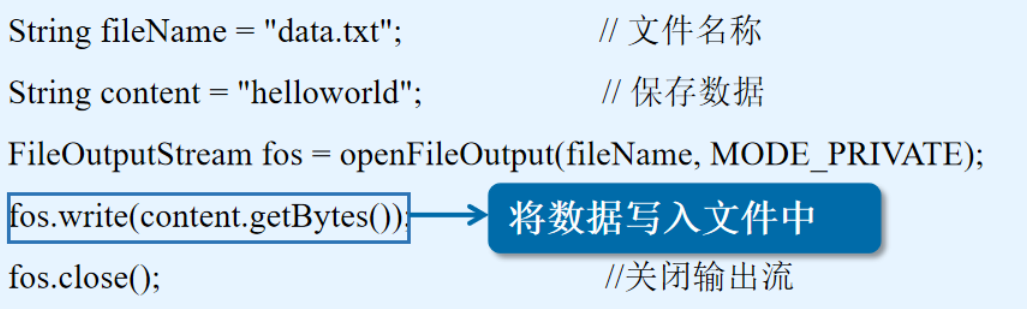 String fileName = "data.txt"; // 文件名称
String content = "helloworld"; // 保存数据
FileOutputStream fos = openFileOutput(fileName, MODE_PRIVATE);
fos.write(content.getBytes()); 将数据写入文件中
fos.close(); //关闭输出流